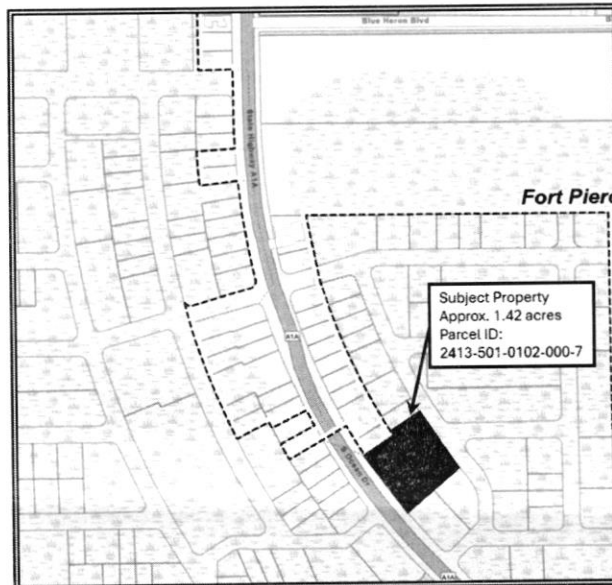 Blue Heron Blvd
B
State Highway A1A
Fort Pierc
Subject Property
Approx. 1.42 acres
Parcel ID:
2413-501-0102-000-7
A1A
S Ocean Dr
A1A